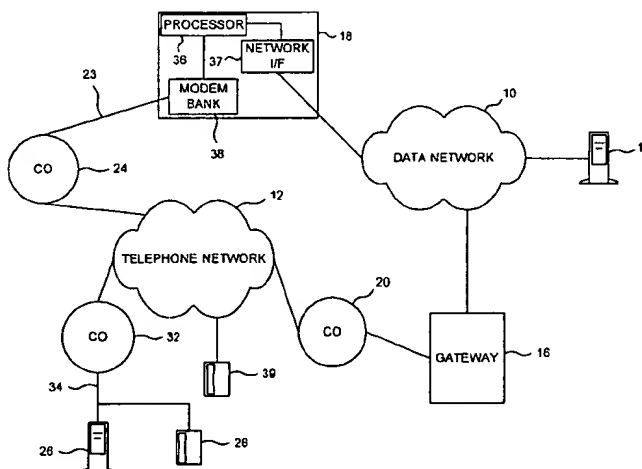 PROCESSOR
36
18
NETWORK
I/F
37
23
MODEM
BANK
38
10
DATA NETWORK
CO
24
12
TELEPHONE NETWORK
20
CO
CO
32
GATEWAY
16
39
34
26
28